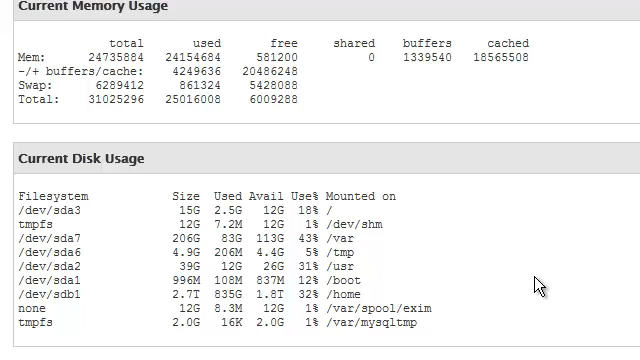 Current Memory Usage
total used free shared buffers cached
Mem: 24735884 24154684 581200 0 1339540 18565508
-/+ buffers/cache: 4249636 20486248
Swap: 6289412 861324 5428088
Total: 31025296 25016008 6009288
Current Disk Usage
Filesystem Size Used Avail Use% Mounted on
/dev/sda3 15G 2.5G 12G 18% /
tmpfs 12G 7.2M 12G 1% /dev/shm
/dev/sda7 206G 83G 113G 43% /var
/dev/sda6 4.9G 206M 4.4G 5% /tmp
/dev/sda2 39G 12G 26G 31% /usr
/dev/sda1 996M 108M 837M 12% /boot
/dev/sdb1 2.7T 835G 1.8T 32% /home
none 12G 8.3M 12G 1% /var/spool/exim
tmpfs 2.0G 16K 2.0G 1% /var/mysqltmp